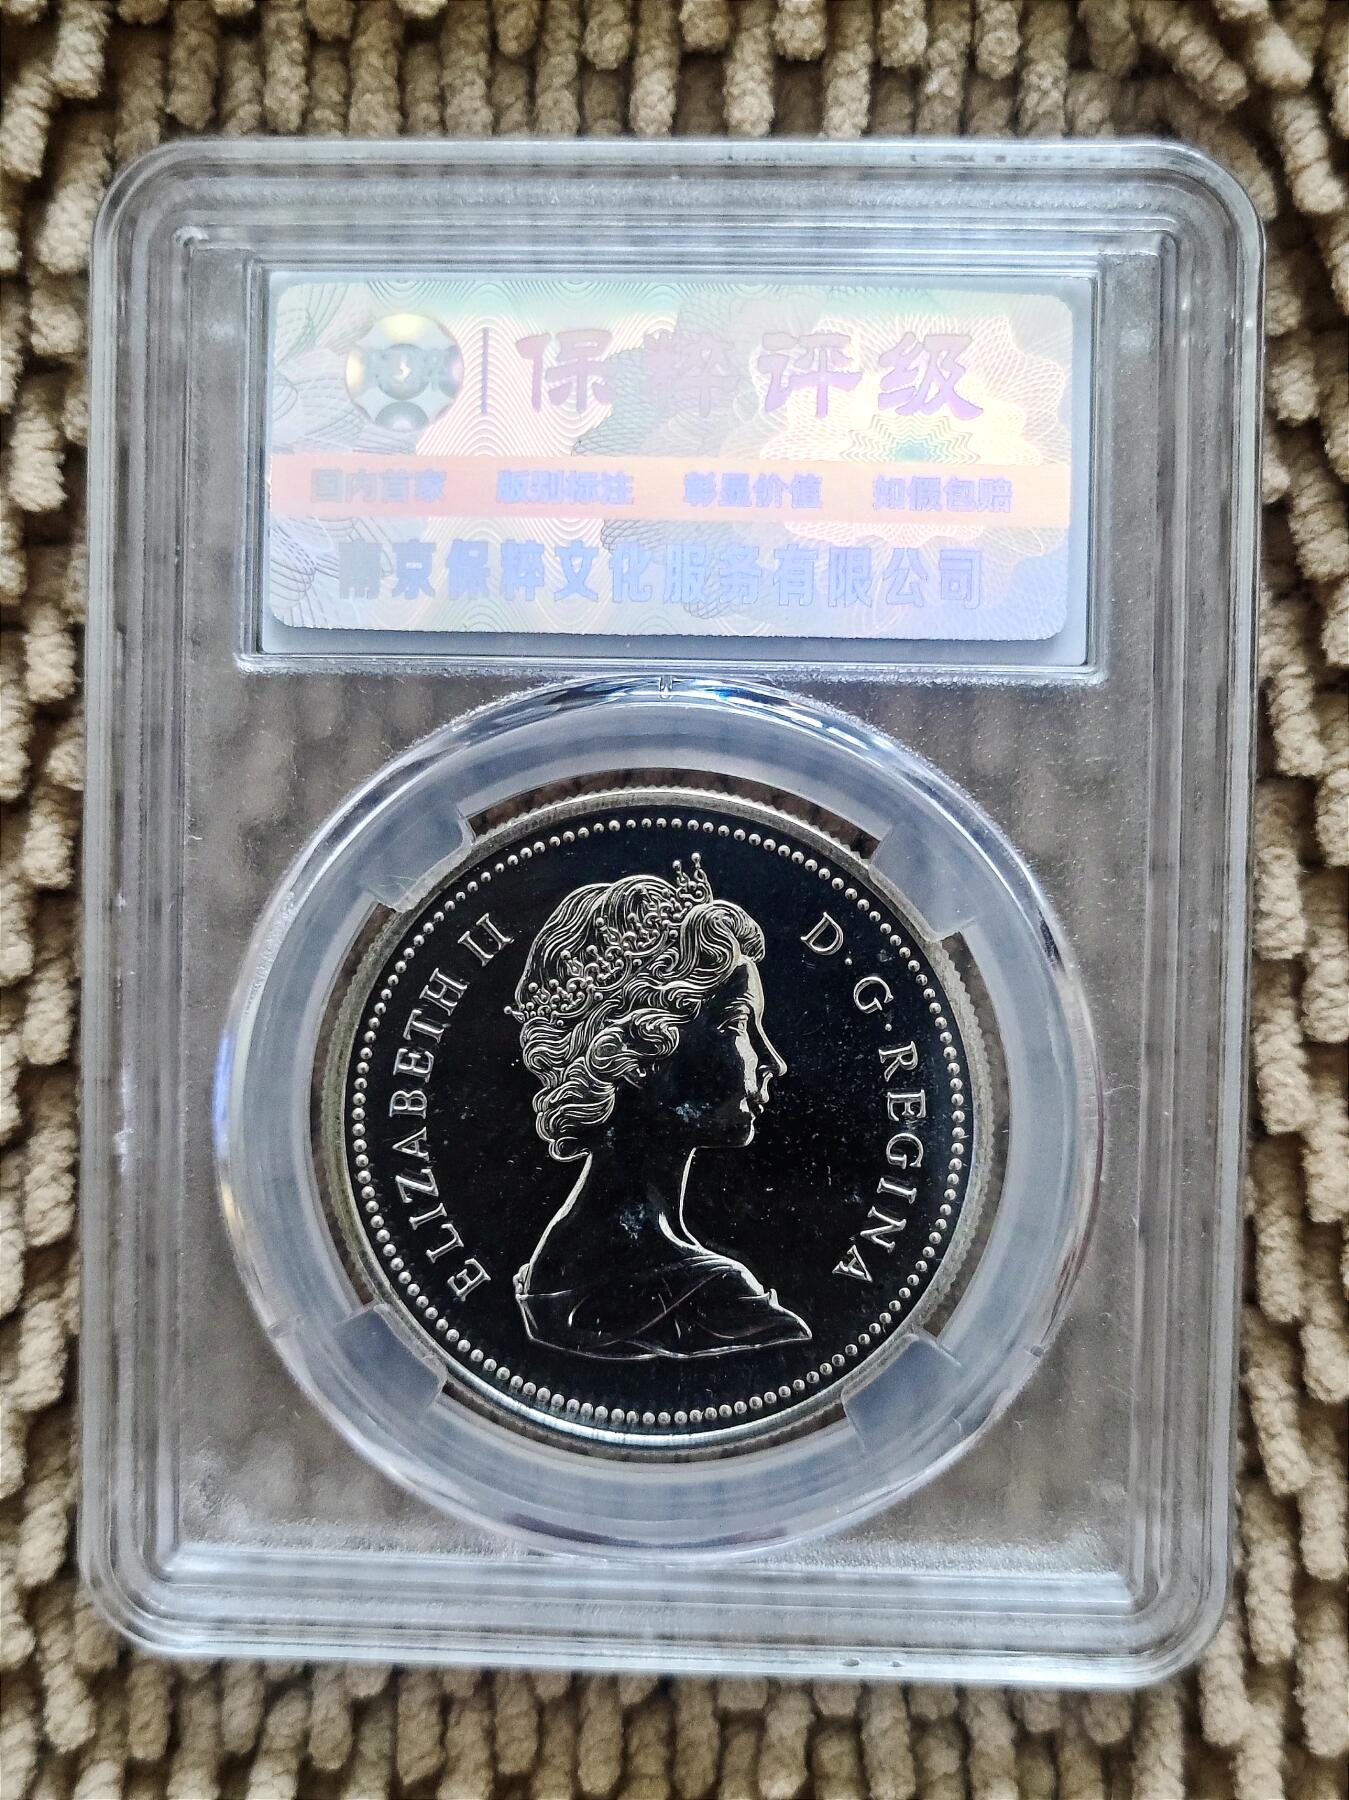 保粹评级
国内首家 版别标注 彰显价值 如假包赔
南京保粹文化服务有限公司
ELIZABETH II D·G·REGINA